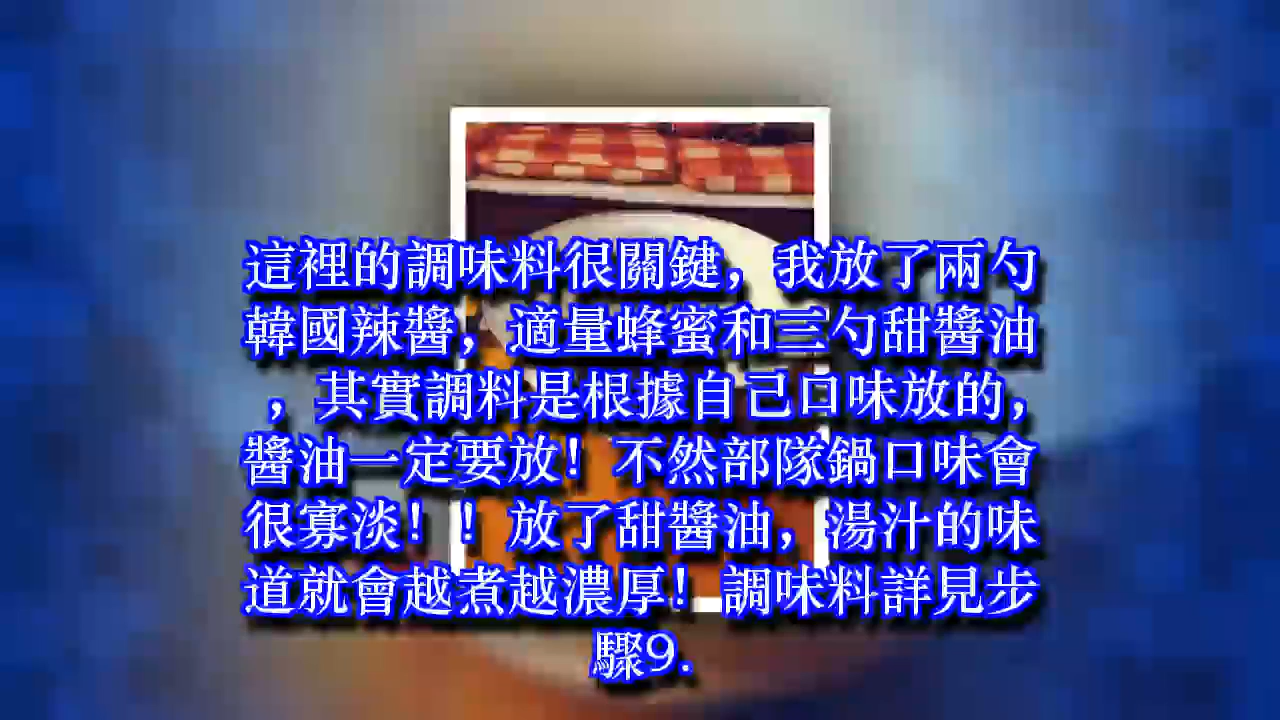 這裡的調味料很關鍵，我放了兩勺
韓國辣醬，適量蜂蜜和三勺甜醬油
，其實調料是根據自己口味放的，
醬油一定要放！不然部隊鍋口味會
很寡淡！！放了甜醬油，湯汁的味
道就會越煮越濃厚！調味料詳見步
驟9.